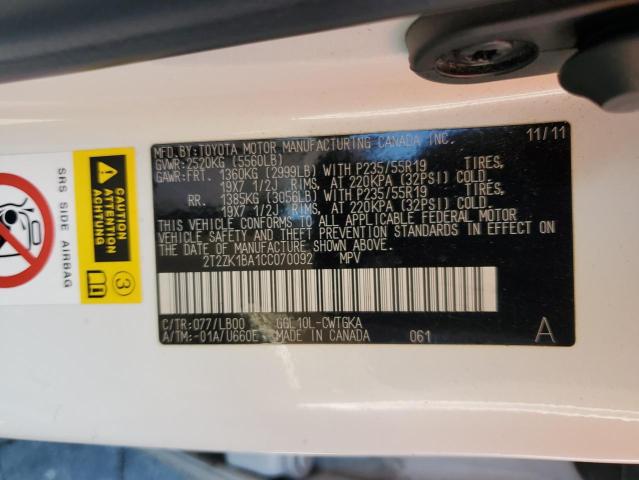 MFD.BY:TOYOTA MOTOR MANUFACTURING CANADA INC. 11/11
GVWR:2520KG (5560LB)
GAWR:FRT. 1360KG (2999LB) WITH P235/55R19 TIRES,
19X7 1/2J RIMS, AT 220KPA (32PSI) COLD.
RR. 1385KG (3056LB) WITH P235/55R19 TIRES,
19X7 1/2J RIMS, AT 220KPA (32PSI) COLD.
THIS VEHICLE CONFORMS TO ALL APPLICABLE FEDERAL MOTOR
VEHICLE SAFETY, AND THEFT PREVENTION STANDARDS IN EFFECT ON
THE DATE OF MANUFACTURE SHOWN ABOVE.
2T2ZK1BA1CC070092 MPV
C/TR:077/LB00 GGL10L-CWTGKA
A/TM:-01A/U660E MADE IN CANADA 061 A
SRS SIDE AIRBAG
CAUTION
ATTENTION
ACHTUNG
3